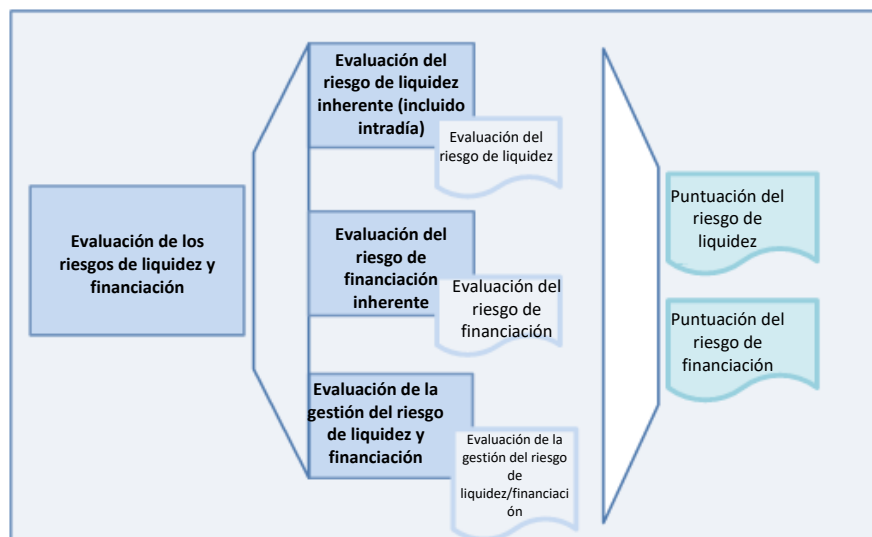 Evaluación de los
riesgos de liquidez y
financiación
Evaluación del
riesgo de liquidez
inherente (incluido
intradía)
Evaluación del
riesgo de liquidez
Evaluación del
riesgo de
financiación
inherente
Evaluación del
riesgo de
financiación
Evaluación de la
gestión del riesgo
de liquidez y
financiación
Evaluación de la
gestión del riesgo
de
liquidez/financiaci
ón
Puntuación del
riesgo de
liquidez
Puntuación del
riesgo de
financiación